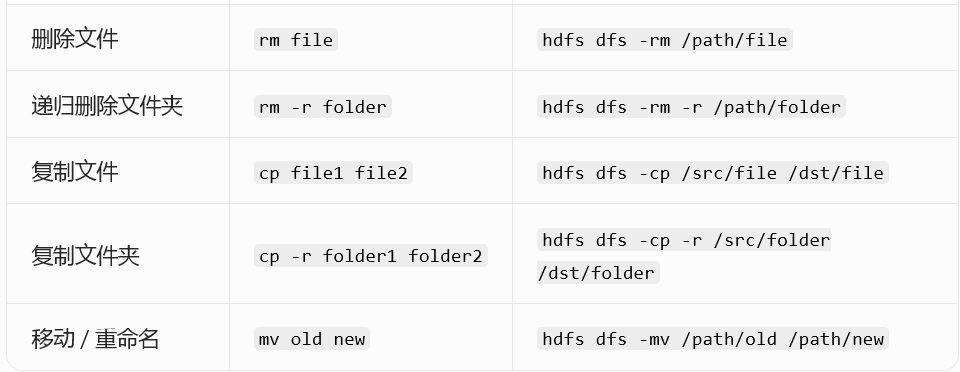 删除文件 rm file hdfs dfs -rm /path/file
递归删除文件夹 rm -r folder hdfs dfs -rm -r /path/folder
复制文件 cp file1 file2 hdfs dfs -cp /src/file /dst/file
复制文件夹 cp -r folder1 folder2 hdfs dfs -cp -r /src/folder
/dst/folder
移动 / 重命名 mv old new hdfs dfs -mv /path/old /path/new